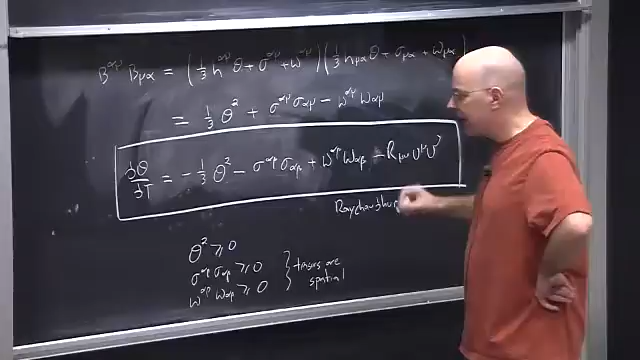 B^{αμ} B_{μα} = (1/3 h^{αμ} θ + σ^{αμ} + ω^{αμ})(1/3 h_{μα} θ + σ_{μα} + ω_{μα})
= 1/3 θ² + σ^{αμ} σ_{αμ} − ω^{αμ} ω_{αμ}
dθ/dτ = −1/3 θ² − σ^{αμ} σ_{αμ} + ω^{αμ} ω_{αμ} − R_{μν} U^μ U^ν
θ² ≥ 0
σ^{αμ} σ_{αμ} ≥ 0
ω^{αμ} ω_{αμ} ≥ 0
} tensors are
spatial